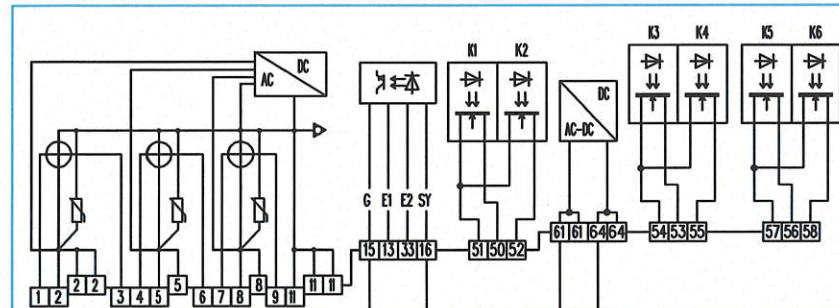 K1 K2
K3 K4
K5 K6
AC DC
DC
AC-DC
G E1 E2 SY
15 13 33 16
51 50 52
61 61 64 64
54 53 55
57 56 58
2 2
5
8
11 11
1 2 3 4 5 6 7 8 9 11